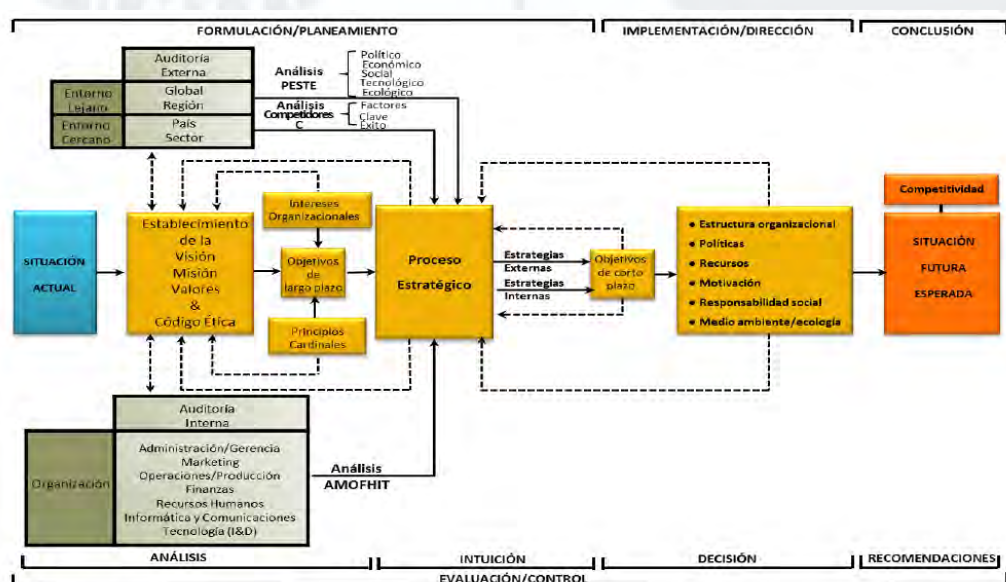 FORMULACIÓN/PLANEAMIENTO
IMPLEMENTACIÓN/DIRECCIÓN
CONCLUSIÓN
Auditoría
Externa
Entorno
Lejano
Global
Región
Entorno
Cercano
País
Sector
Análisis
PESTE
Político
Económico
Social
Tecnológico
Ecológico
Análisis
Competidores
C
Factores
Clave
Éxito
SITUACIÓN
ACTUAL
Establecimiento
de la
Visión
Misión
Valores
&
Código Ética
Intereses
Organizacionales
Objetivos
de
largo plazo
Principios
Cardinales
Proceso
Estratégico
Estrategias
Externas
Estrategias
Internas
Objetivos
de corto
plazo
• Estructura organizacional
• Políticas
• Recursos
• Motivación
• Responsabilidad social
• Medio ambiente/ecología
Competitividad
SITUACIÓN
FUTURA
ESPERADA
Auditoría
Interna
Organización
Administración/Gerencia
Marketing
Operaciones/Producción
Finanzas
Recursos Humanos
Informática y Comunicaciones
Tecnología (I&D)
Análisis
AMOFHIT
ANÁLISIS
INTUICIÓN
DECISIÓN
RECOMENDACIONES
EVALUACIÓN/CONTROL